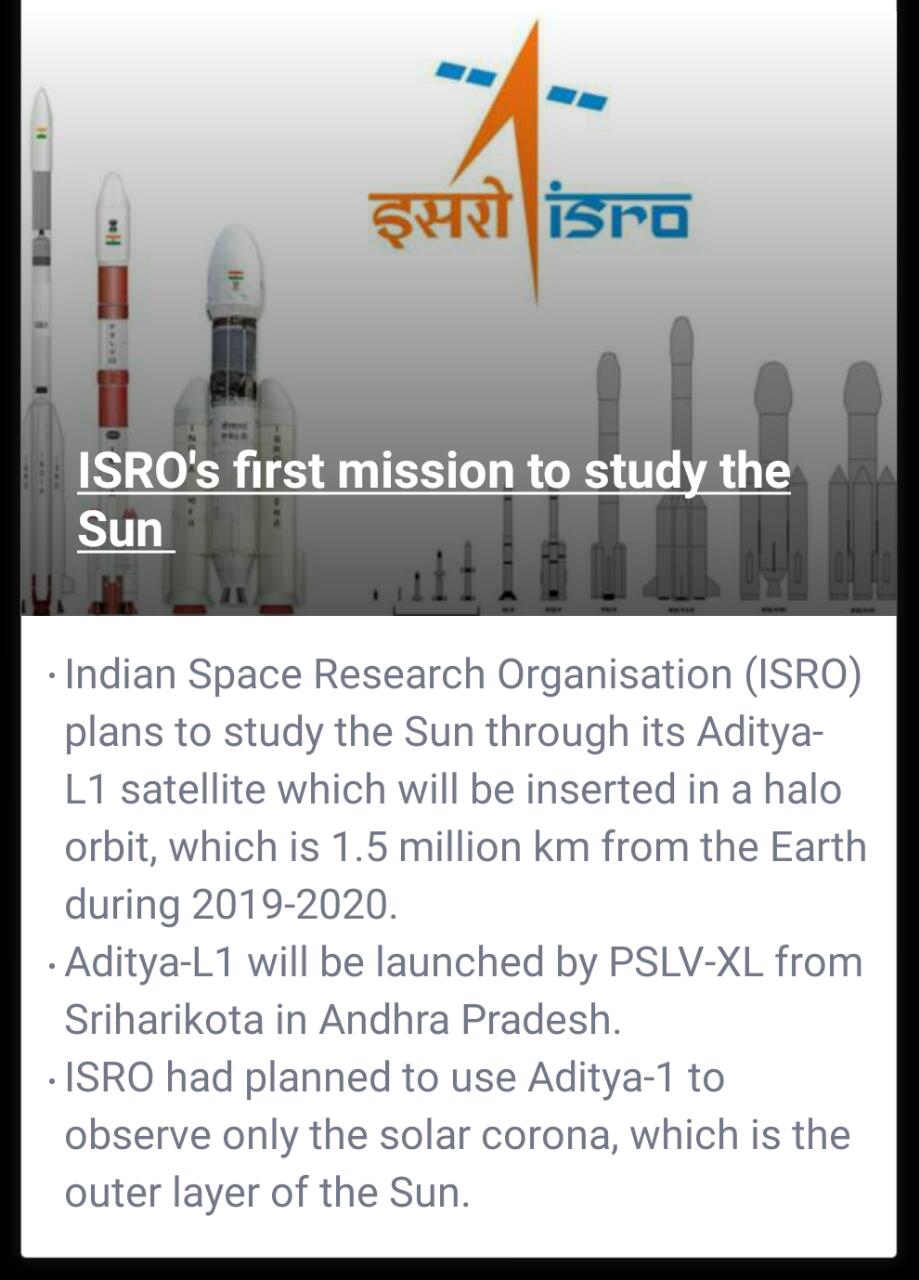 इसरो isro
ISRO's first mission to study the
Sun
· Indian Space Research Organisation (ISRO)
plans to study the Sun through its Aditya-
L1 satellite which will be inserted in a halo
orbit, which is 1.5 million km from the Earth
during 2019-2020.
· Aditya-L1 will be launched by PSLV-XL from
Sriharikota in Andhra Pradesh.
· ISRO had planned to use Aditya-1 to
observe only the solar corona, which is the
outer layer of the Sun.